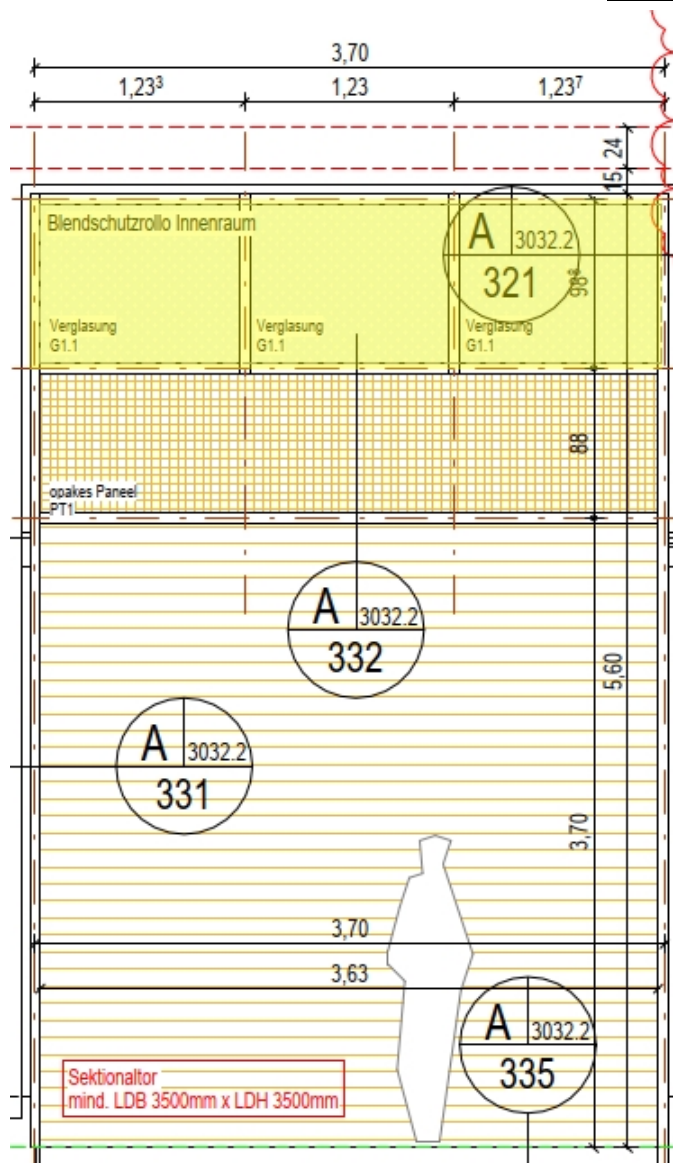 3,70
1,23³ 1,23 1,23⁷
24
15
Blendschutzrollo Innenraum
A 3032.2
321
98⁸
Verglasung
G1.1
Verglasung
G1.1
Verglasung
G1.1
88
opakes Paneel
PT1
A 3032.2
332
5,60
A 3032.2
331
3,70
3,70
3,63
A 3032.2
335
Sektionaltor
mind. LDB 3500mm x LDH 3500mm